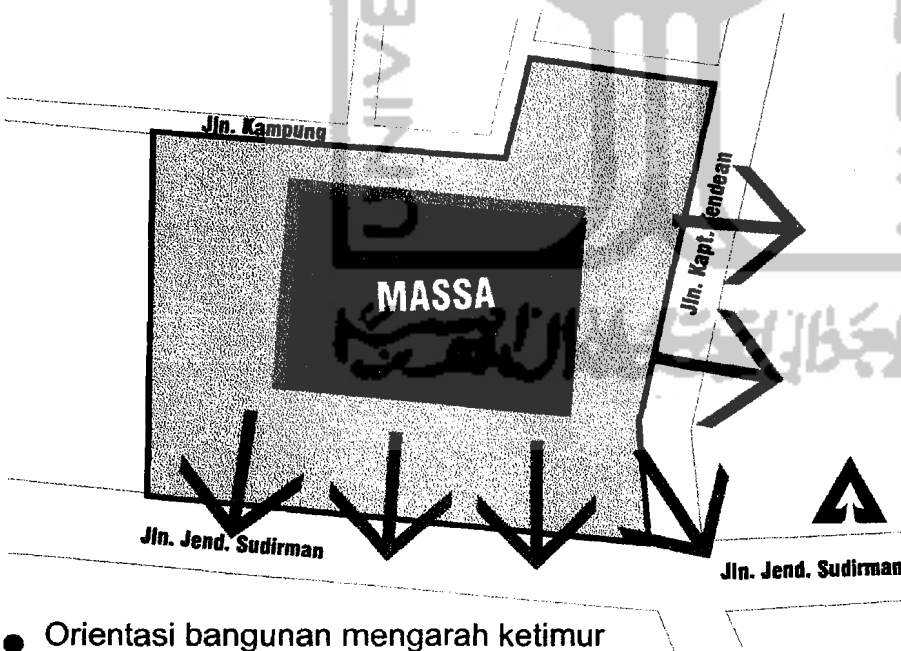 Jln. Kampung
Jln. Kapt. Tendean
MASSA
Jln. Jend. Sudirman
Jln. Jend. Sudirman
Orientasi bangunan mengarah ketimur